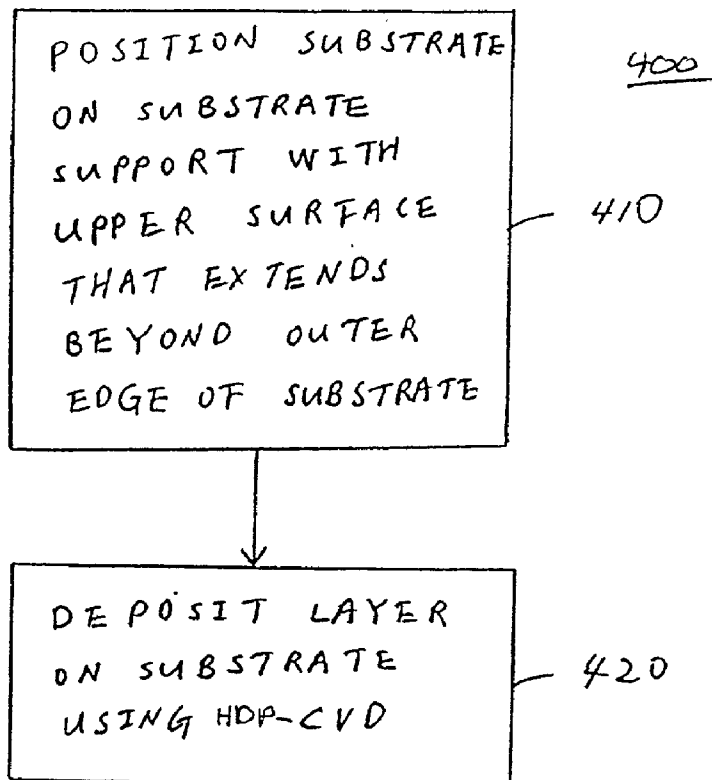 400
POSITION SUBSTRATE
ON SUBSTRATE
SUPPORT WITH
UPPER SURFACE
THAT EXTENDS
BEYOND OUTER
EDGE OF SUBSTRATE
410
DEPOSIT LAYER
ON SUBSTRATE
USING HDP-CVD
420